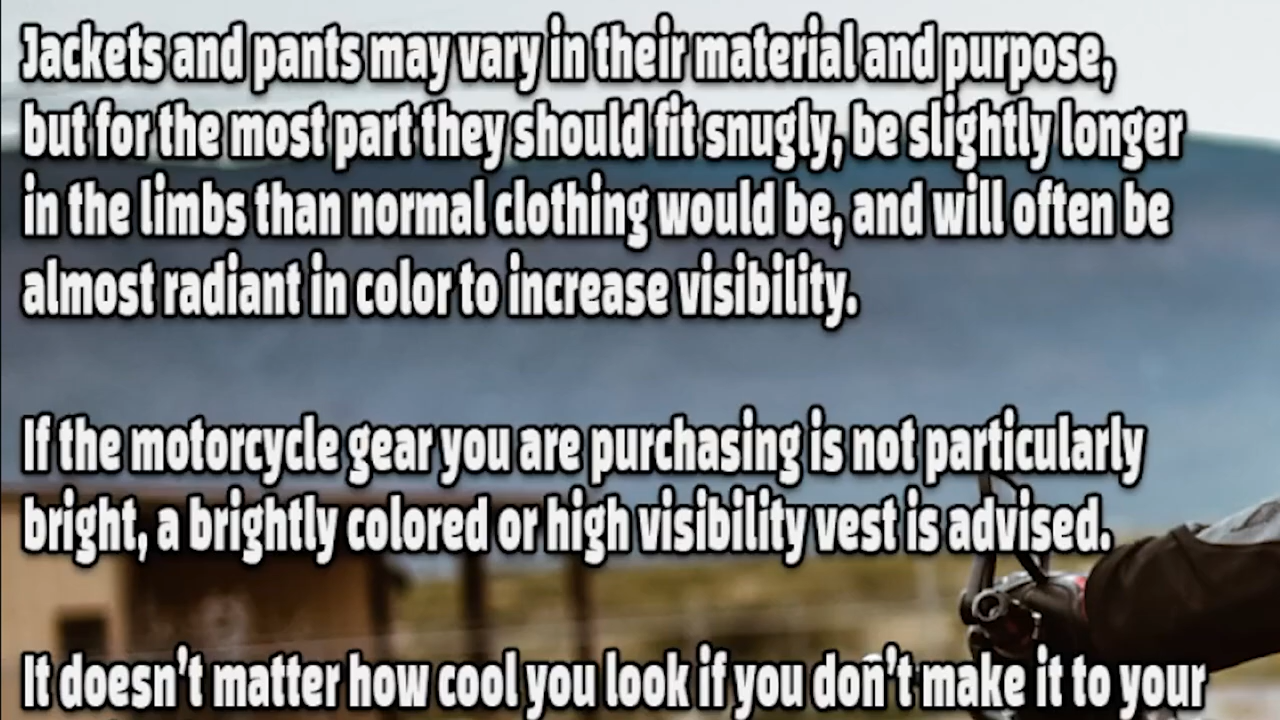 Jackets and pants may vary in their material and purpose,
but for the most part they should fit snugly, be slightly longer
in the limbs than normal clothing would be, and will often be
almost radiant in color to increase visibility.
If the motorcycle gear you are purchasing is not particularly
bright, a brightly colored or high visibility vest is advised.
It doesn't matter how cool you look if you don't make it to your